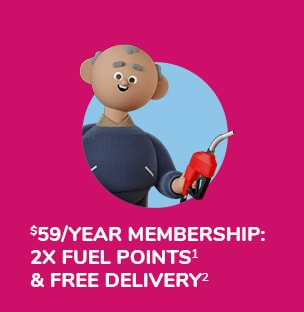 $59/YEAR MEMBERSHIP:
2X FUEL POINTS¹
& FREE DELIVERY²